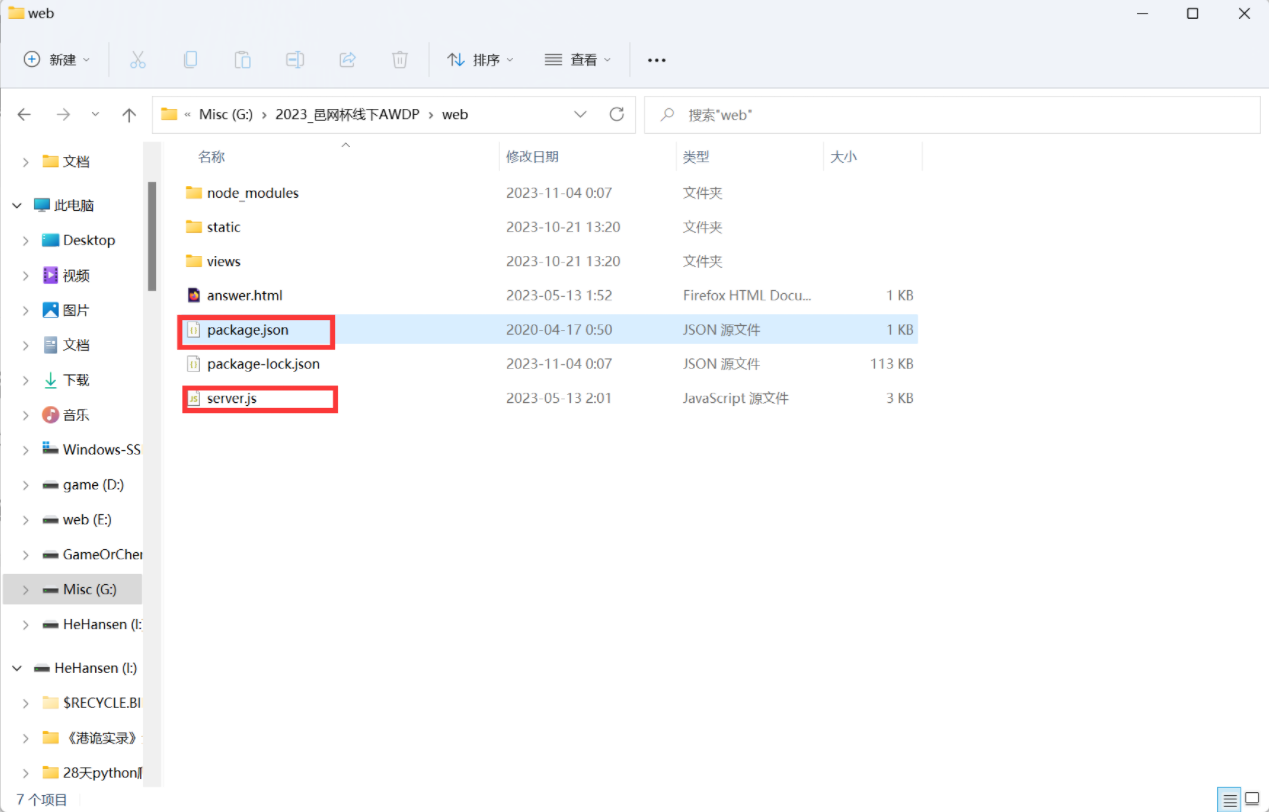 web
新建 排序 查看
« Misc (G:) › 2023_邑网杯线下AWDP › web
搜索"web"
名称 修改日期 类型 大小
node_modules 2023-11-04 0:07 文件夹
static 2023-10-21 13:20 文件夹
views 2023-10-21 13:20 文件夹
answer.html 2023-05-13 1:52 Firefox HTML Docu... 1 KB
package.json 2020-04-17 0:50 JSON 源文件 1 KB
package-lock.json 2023-11-04 0:07 JSON 源文件 113 KB
server.js 2023-05-13 2:01 JavaScript 源文件 3 KB
文档
此电脑
Desktop
视频
图片
文档
下载
音乐
Windows-SS
game (D:)
web (E:)
GameOrCher
Misc (G:)
HeHansen (I:
HeHansen (I:)
$RECYCLE.BI
《港诡实录》
28天python
7 个项目